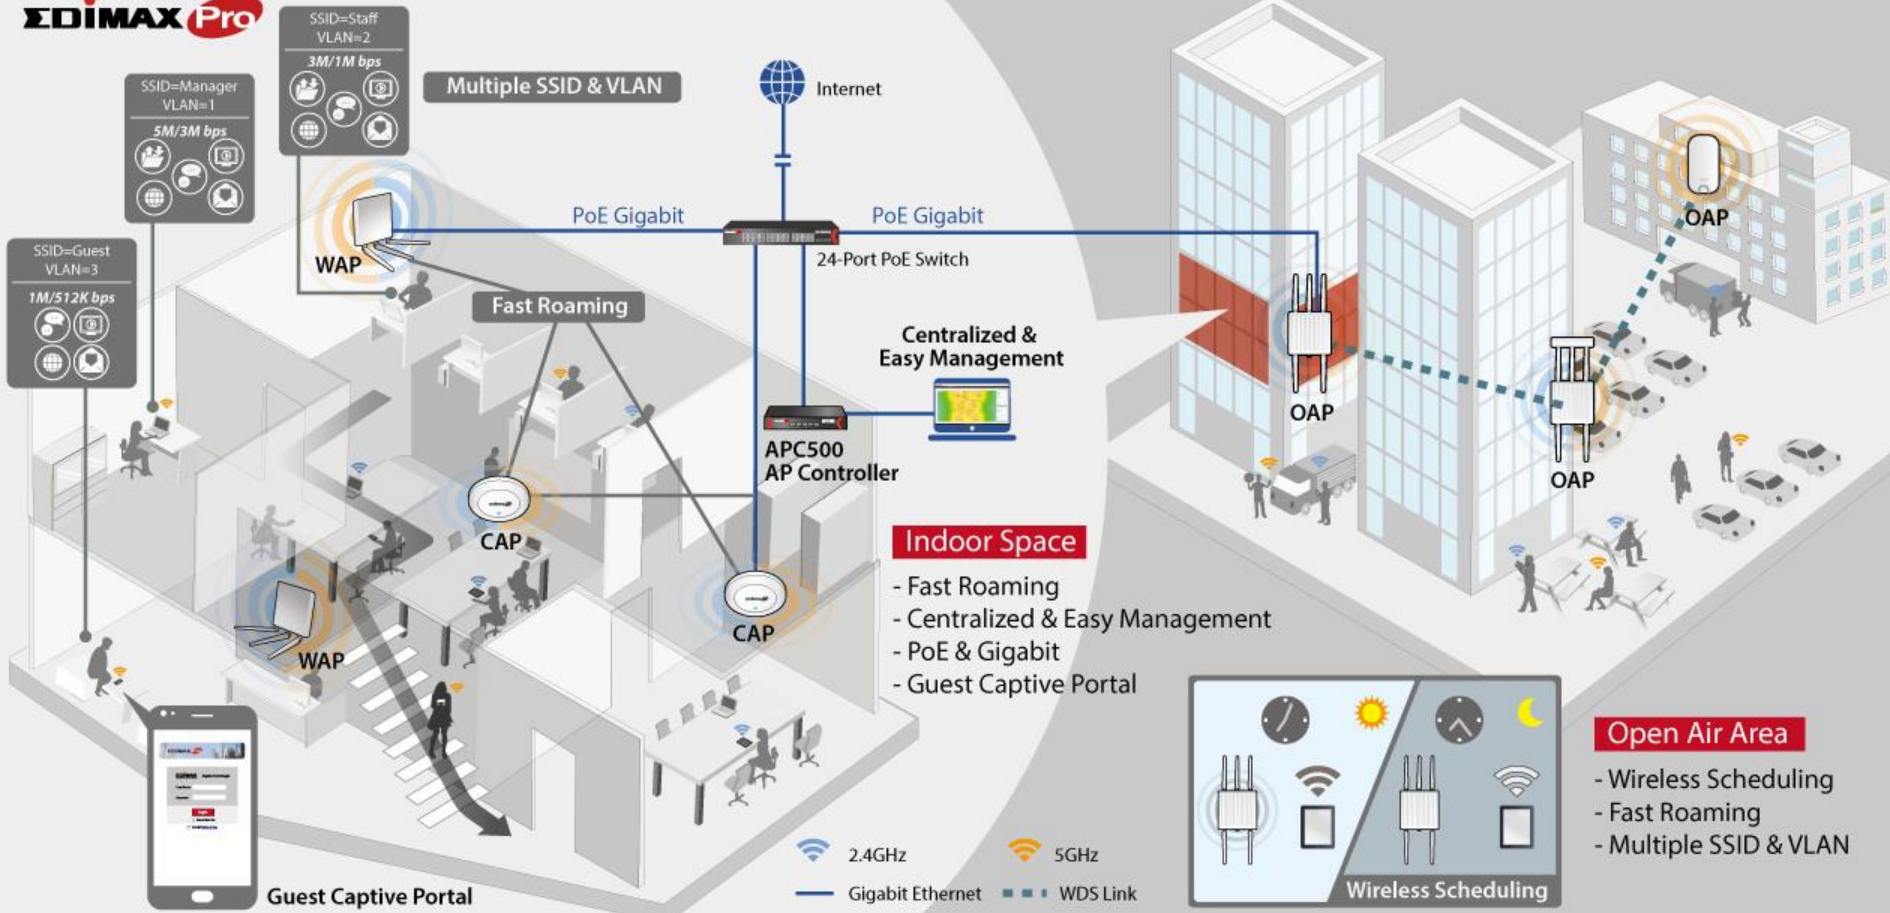 EDIMAX Pro
SSID=Staff
VLAN=2
3M/1M bps
SSID=Manager
VLAN=1
5M/3M bps
SSID=Guest
VLAN=3
1M/512K bps
Multiple SSID & VLAN
Internet
PoE Gigabit
PoE Gigabit
24-Port PoE Switch
WAP
Fast Roaming
Centralized &
Easy Management
APC500
AP Controller
CAP
CAP
WAP
OAP
OAP
OAP
Indoor Space
- Fast Roaming
- Centralized & Easy Management
- PoE & Gigabit
- Guest Captive Portal
Guest Captive Portal
2.4GHz
5GHz
Gigabit Ethernet
WDS Link
Wireless Scheduling
Open Air Area
- Wireless Scheduling
- Fast Roaming
- Multiple SSID & VLAN